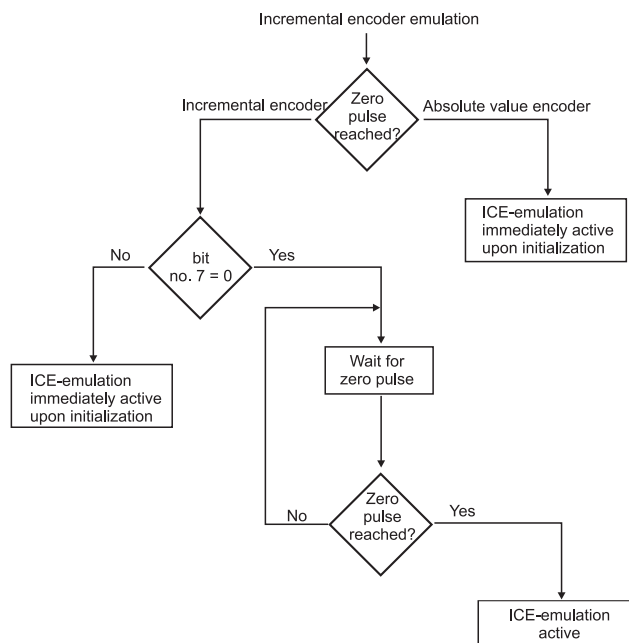 Incremental encoder emulation
Incremental encoder
Zero
pulse
reached?
Absolute value encoder
ICE-emulation
immediately active
upon initialization
No
bit
no. 7 = 0
Yes
ICE-emulation
immediately active
upon initialization
Wait for
zero pulse
Zero
pulse
reached?
No
Yes
ICE-emulation
active